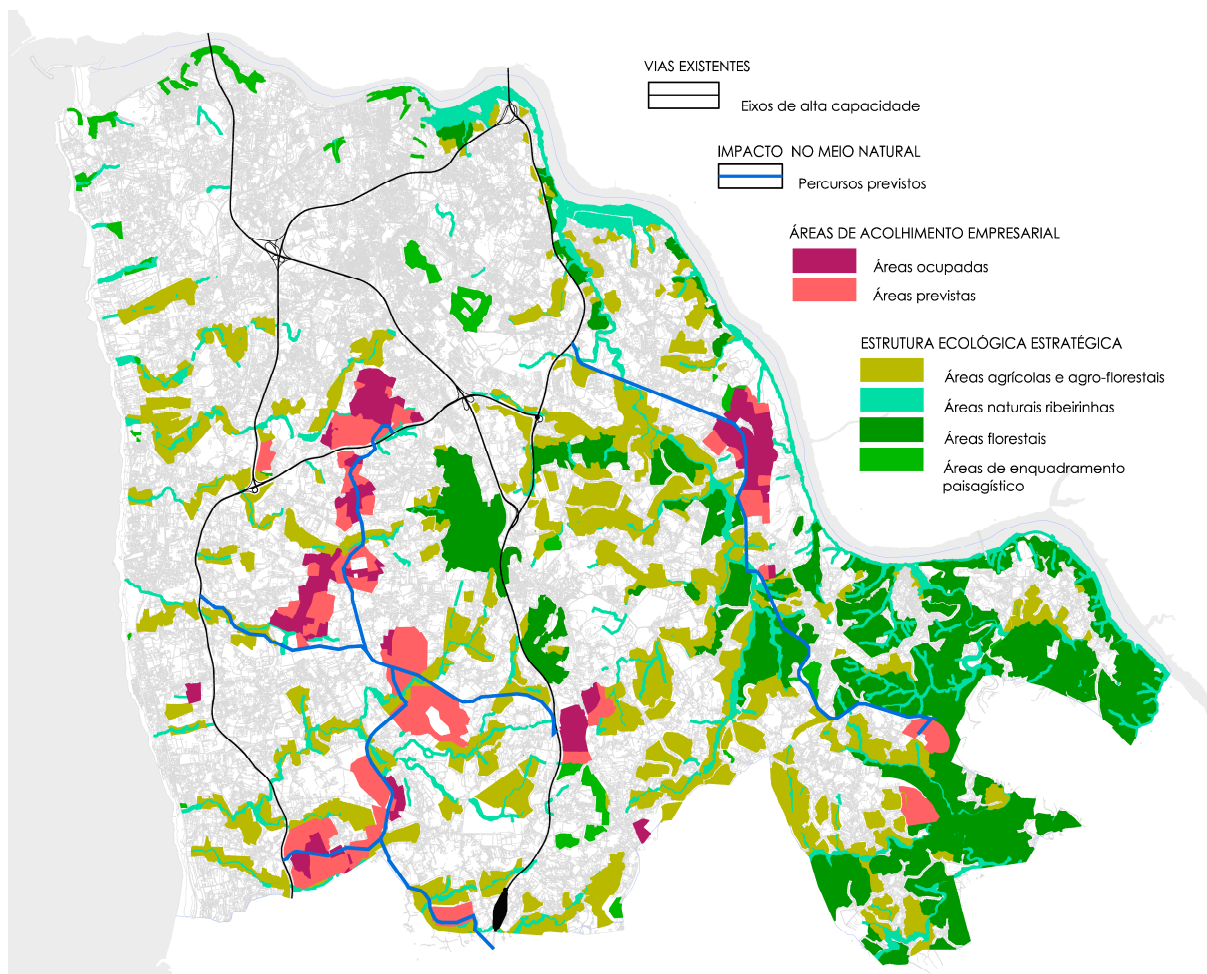 VIAS EXISTENTES
Eixos de alta capacidade
IMPACTO NO MEIO NATURAL
Percursos previstos
ÁREAS DE ACOLHIMENTO EMPRESARIAL
Áreas ocupadas
Áreas previstas
ESTRUTURA ECOLÓGICA ESTRATÉGICA
Áreas agrícolas e agro-florestais
Áreas naturais ribeirinhas
Áreas florestais
Áreas de enquadramento
paisagístico